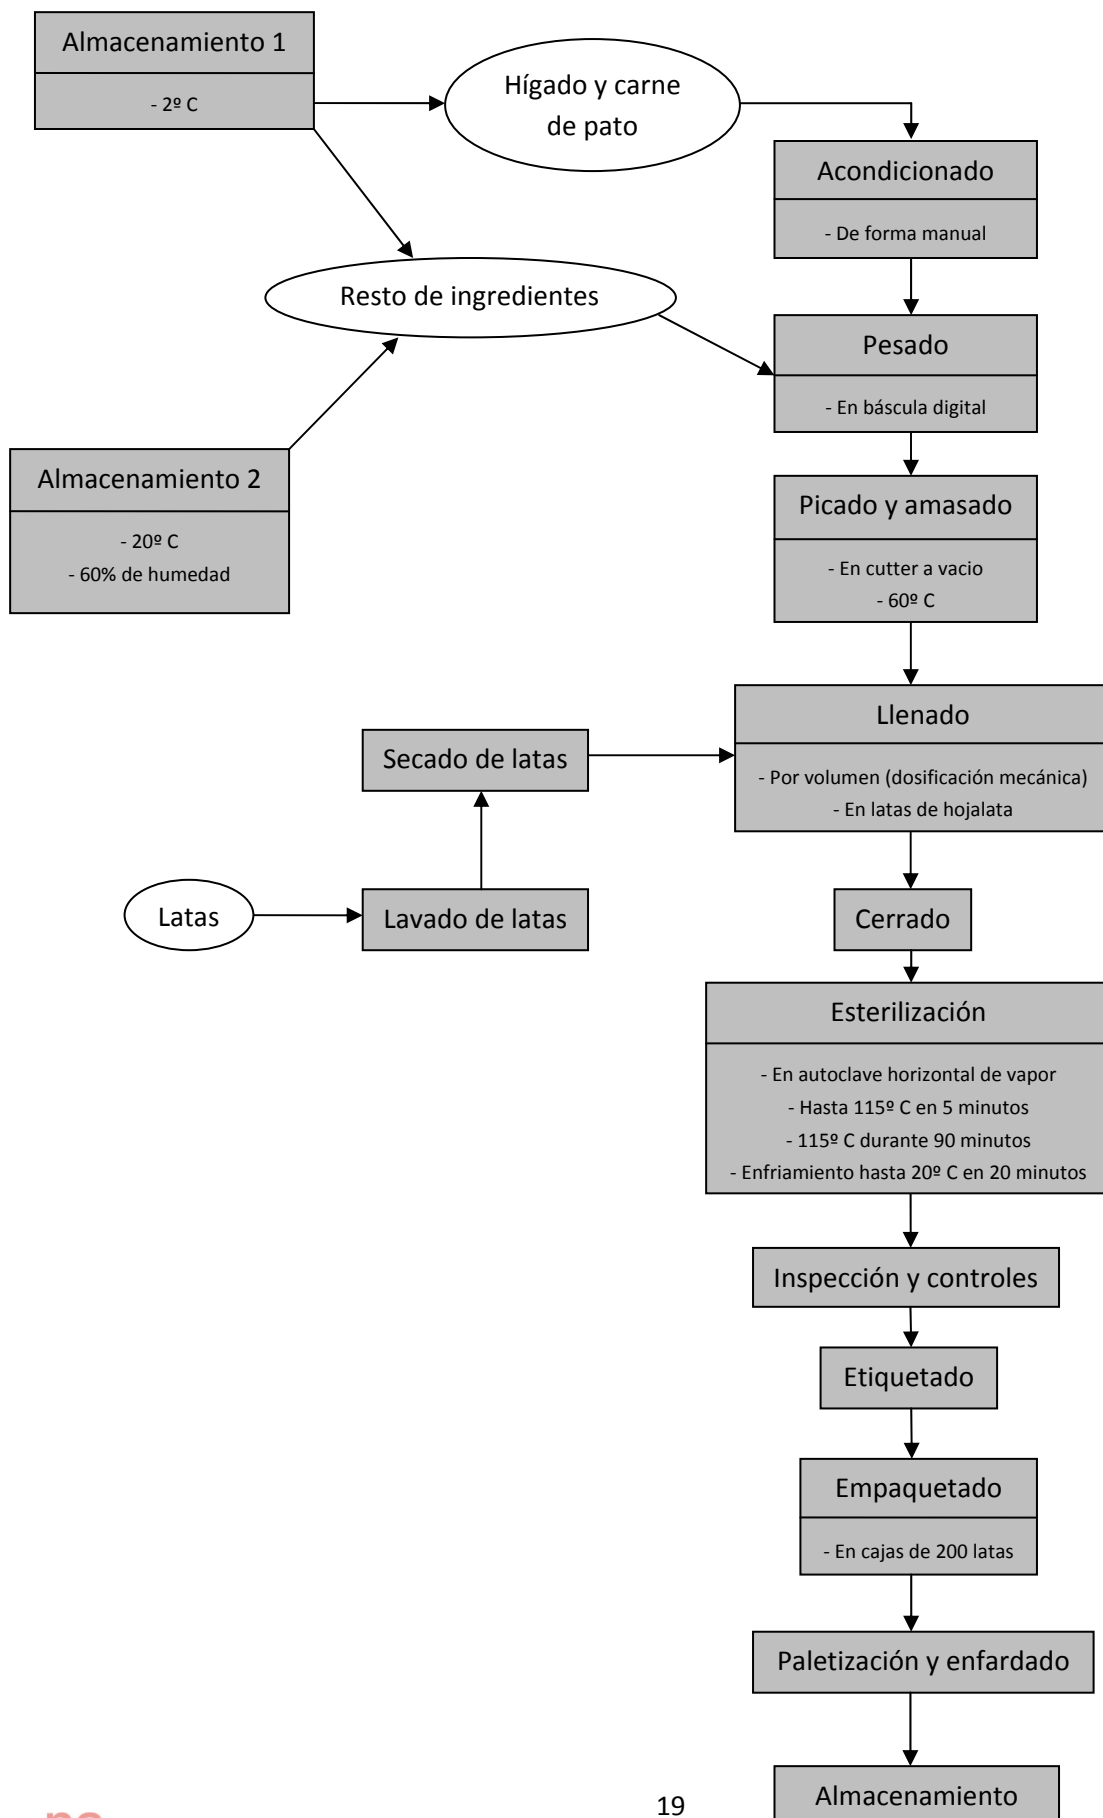 Almacenamiento 1
- 2º C
Hígado y carne
de pato
Acondicionado
- De forma manual
Resto de ingredientes
Pesado
- En báscula digital
Almacenamiento 2
- 20º C
- 60% de humedad
Picado y amasado
- En cutter a vacio
- 60º C
Llenado
- Por volumen (dosificación mecánica)
- En latas de hojalata
Secado de latas
Latas
Lavado de latas
Cerrado
Esterilización
- En autoclave horizontal de vapor
- Hasta 115º C en 5 minutos
- 115º C durante 90 minutos
- Enfriamiento hasta 20º C en 20 minutos
Inspección y controles
Etiquetado
Empaquetado
- En cajas de 200 latas
Paletización y enfardado
Almacenamiento
19